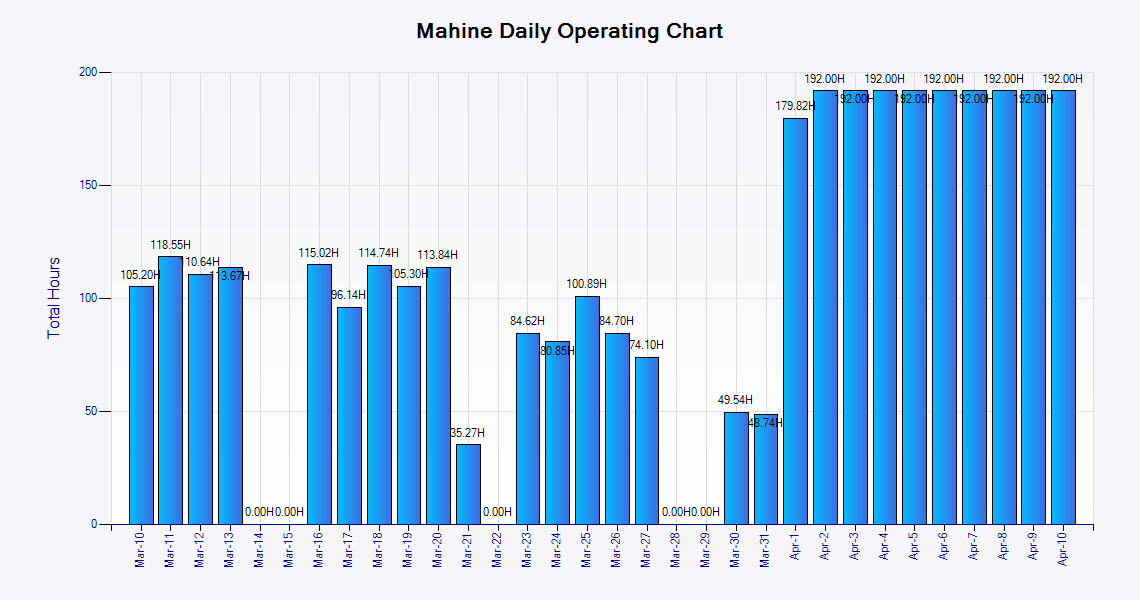 Mahine Daily Operating Chart
Total Hours
200
150
100
50
0
105.20H
118.55H
110.64H
113.67H
0.00H
0.00H
115.02H
96.14H
114.74H
105.30H
113.84H
35.27H
0.00H
84.62H
80.85H
100.89H
84.70H
74.10H
0.00H
0.00H
49.54H
48.74H
179.82H
192.00H
192.00H
192.00H
192.00H
192.00H
192.00H
192.00H
192.00H
192.00H
Mar-10
Mar-11
Mar-12
Mar-13
Mar-14
Mar-15
Mar-16
Mar-17
Mar-18
Mar-19
Mar-20
Mar-21
Mar-22
Mar-23
Mar-24
Mar-25
Mar-26
Mar-27
Mar-28
Mar-29
Mar-30
Mar-31
Apr-1
Apr-2
Apr-3
Apr-4
Apr-5
Apr-6
Apr-7
Apr-8
Apr-9
Apr-10